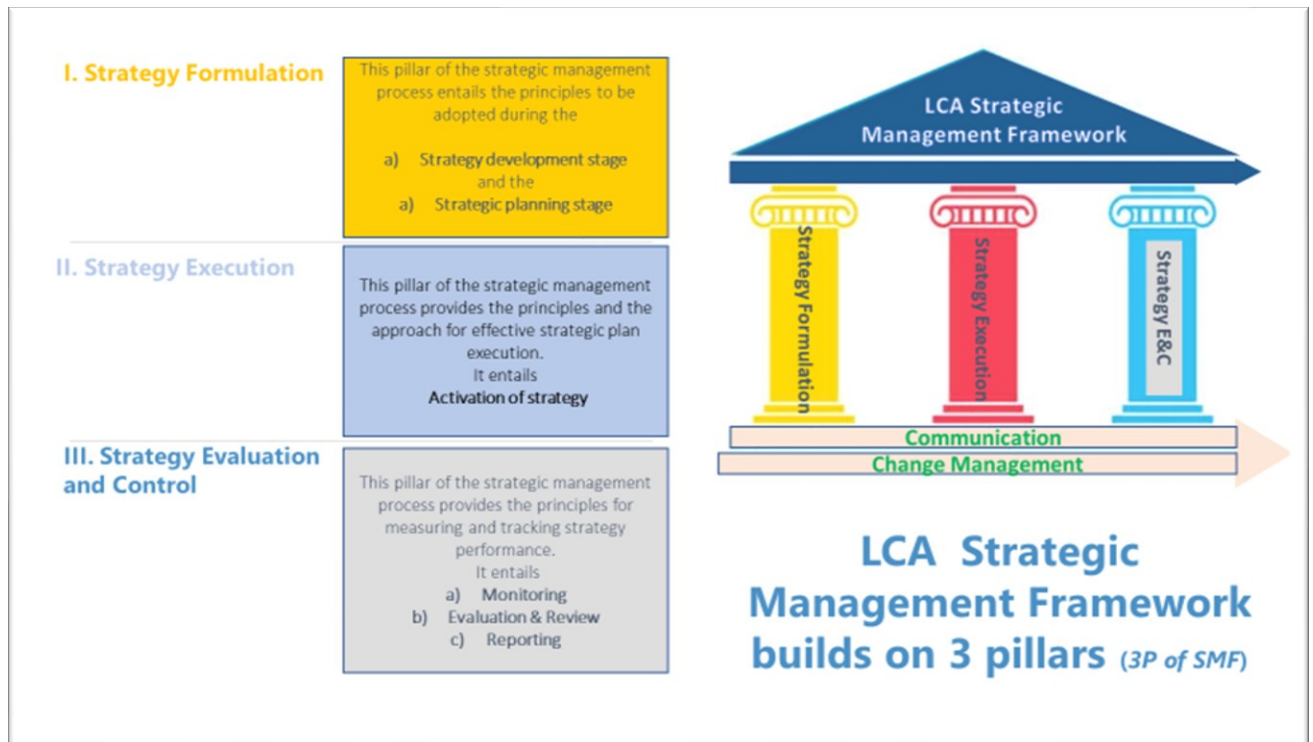 I. Strategy Formulation
This pillar of the strategic management
process entails the principles to be
adopted during the
a) Strategy development stage
and the
a) Strategic planning stage
II. Strategy Execution
This pillar of the strategic management
process provides the principles and the
approach for effective strategic plan
execution.
It entails
Activation of strategy
III. Strategy Evaluation
and Control
This pillar of the strategic management
process provides the principles for
measuring and tracking strategy
performance.
It entails
a) Monitoring
b) Evaluation & Review
c) Reporting
LCA Strategic
Management Framework
Strategy Formulation
Strategy Execution
Strategy E&C
Communication
Change Management
LCA Strategic
Management Framework
builds on 3 pillars (3P of SMF)